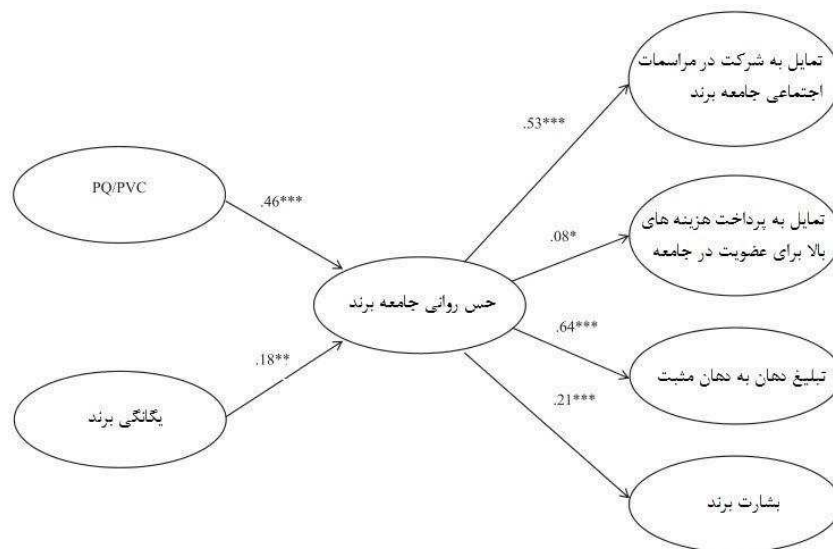 تمایل به شرکت در مراسمات
اجتماعی جامعه برند
.53***
PQ/PVC
.46***
تمایل به پرداخت هزینه های
بالا برای عضویت در جامعه
.08*
حس روانی جامعه برند
.64***
.18**
تبلیغ دهان به دهان مثبت
.21***
یگانگی برند
بشارت برند